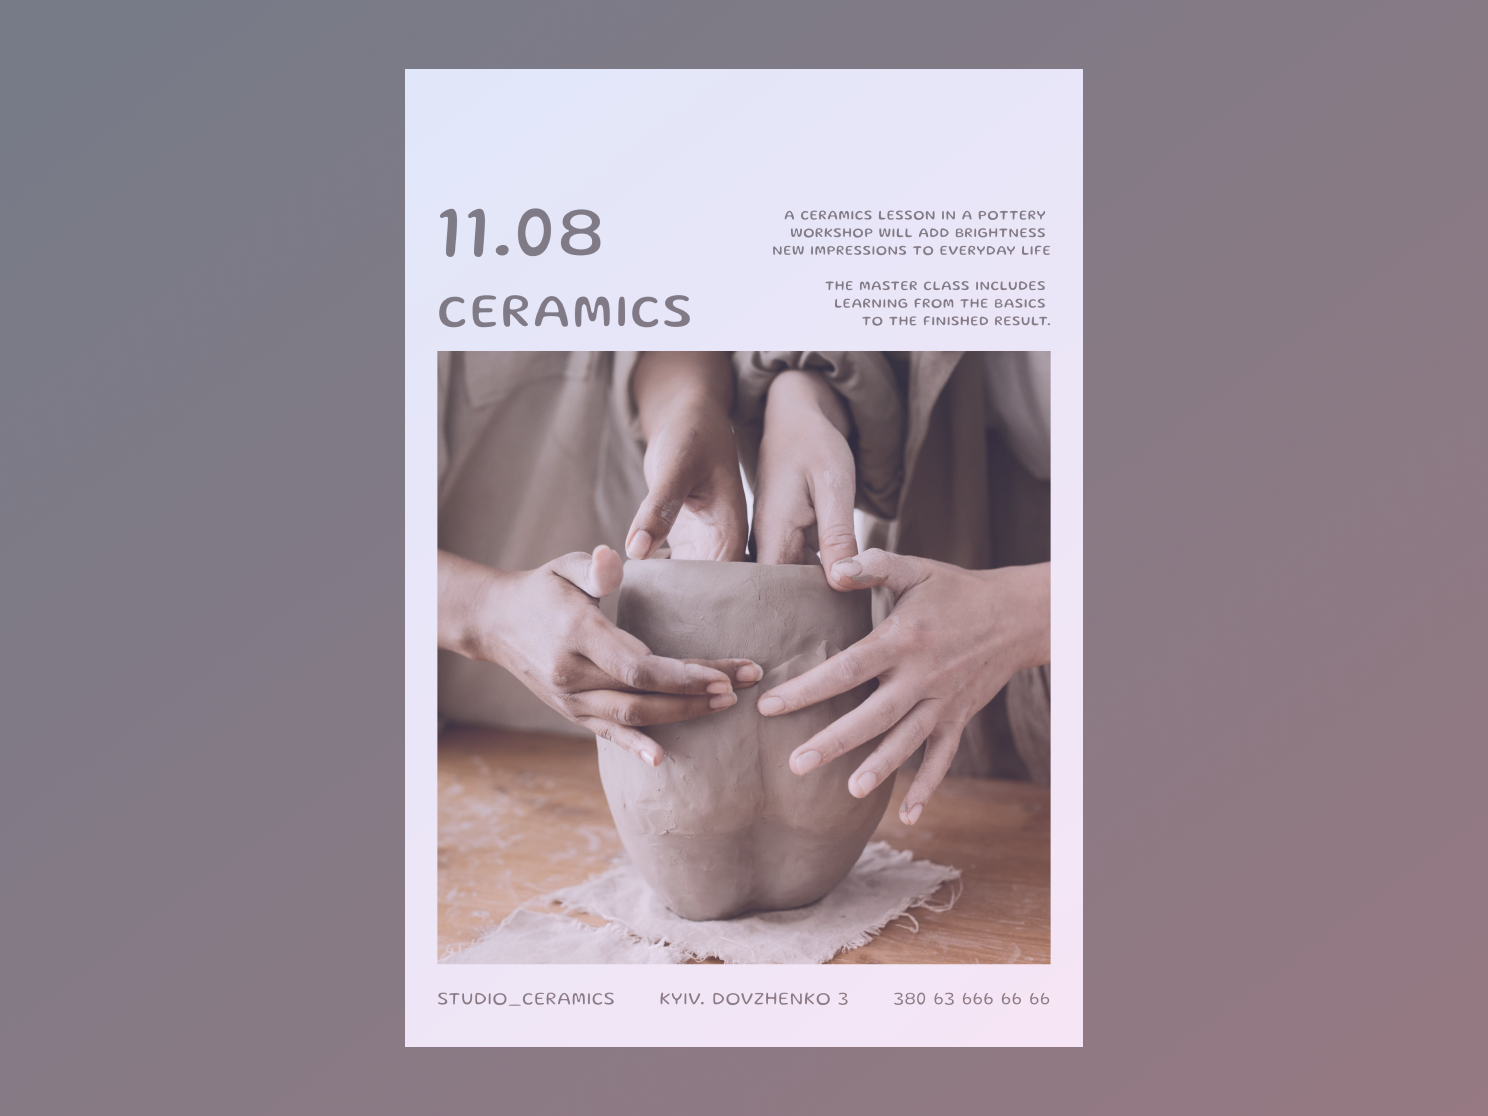 11.08
CERAMICS
A CERAMICS LESSON IN A POTTERY
WORKSHOP WILL ADD BRIGHTNESS
NEW IMPRESSIONS TO EVERYDAY LIFE
THE MASTER CLASS INCLUDES
LEARNING FROM THE BASICS
TO THE FINISHED RESULT.
STUDIO_CERAMICS
KYIV. DOVZHENKO 3
380 63 666 66 66